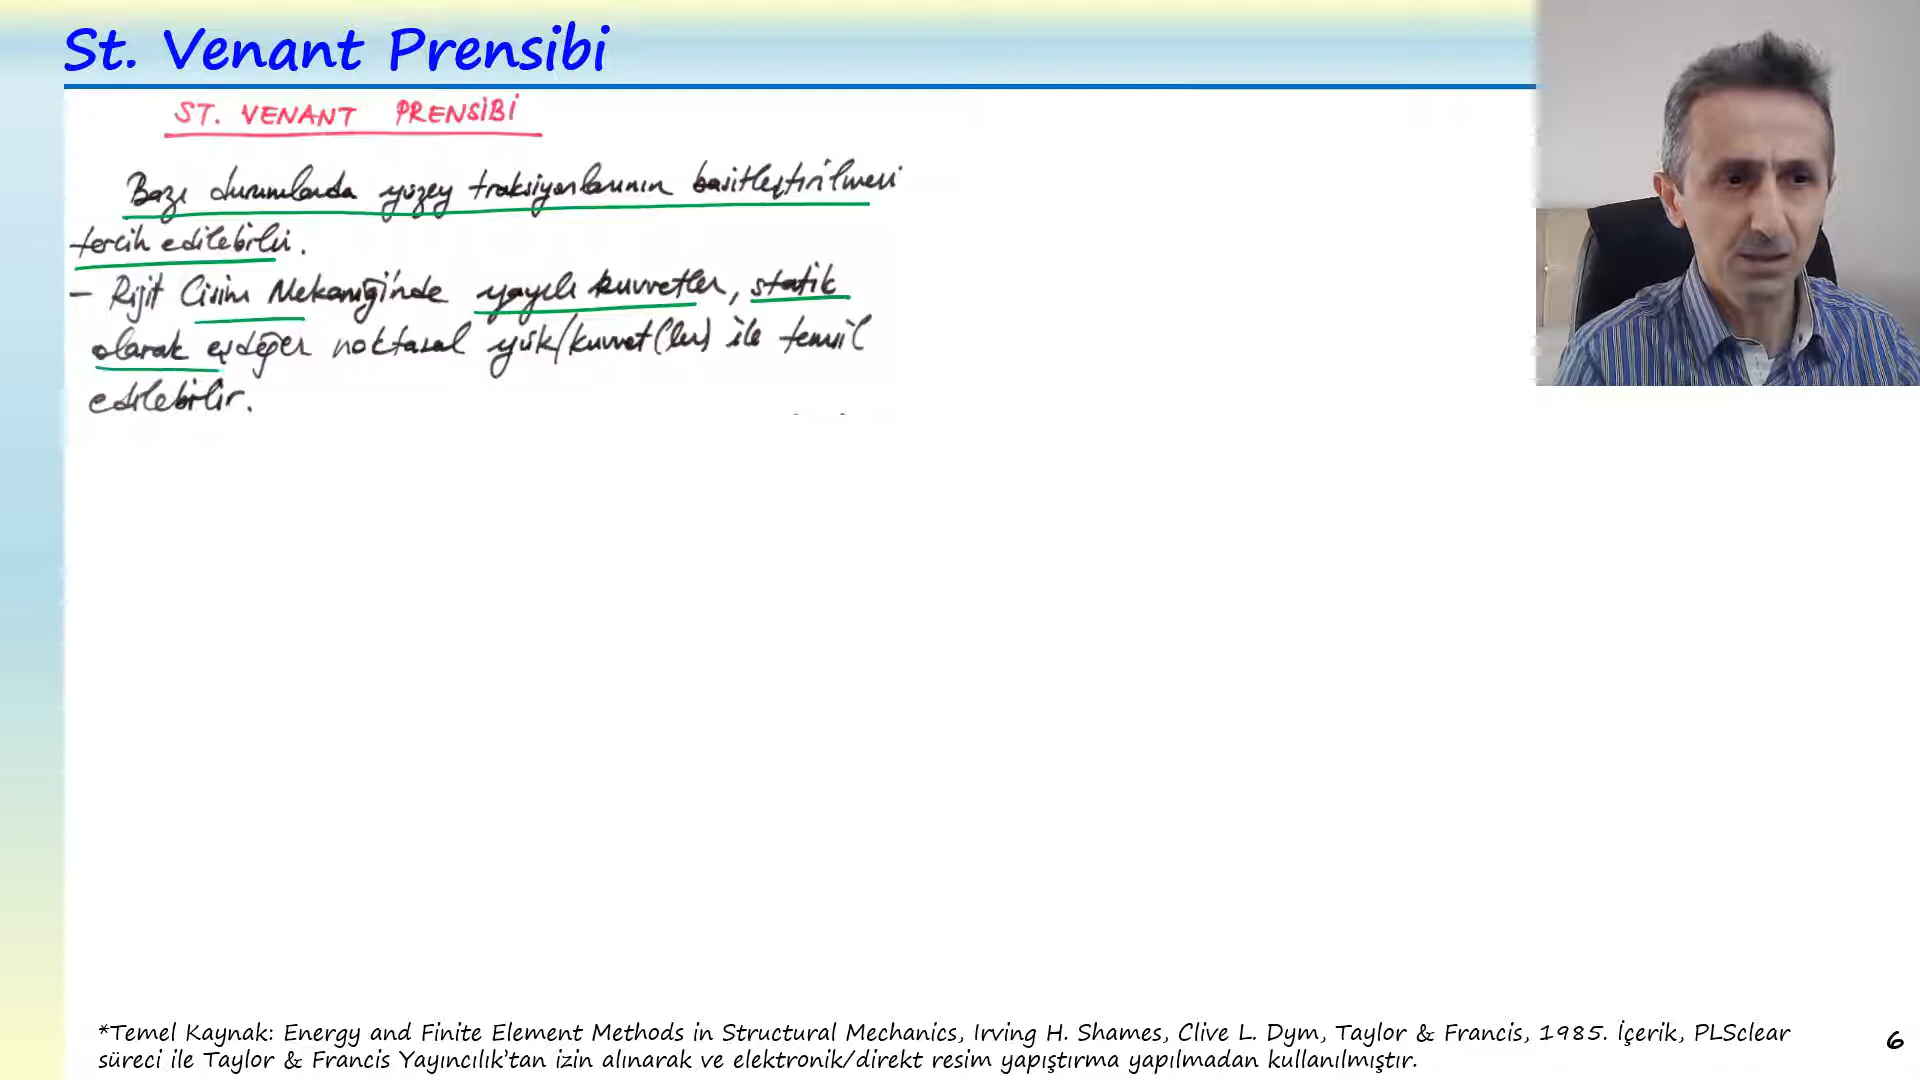 St. Venant Prensibi
ST. VENANT PRENSİBİ
Bazı durumlarda yüzey traksiyonlarının basitleştirilmesi
tercih edilebilir.
- Rijit Cisim Mekaniği'nde yayılı kuvvetler, statik
olarak eşdeğer noktasal yük/kuvvet(ler) ile temsil
edilebilir.
*Temel Kaynak: Energy and Finite Element Methods in Structural Mechanics, Irving H. Shames, Clive L. Dym, Taylor & Francis, 1985. İçerik, PLSclear
süreci ile Taylor & Francis Yayıncılık'tan izin alınarak ve elektronik/direkt resim yapıştırma yapılmadan kullanılmıştır.
6